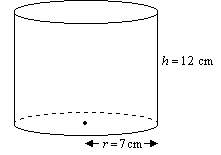 h = 12 cm
r = 7 cm